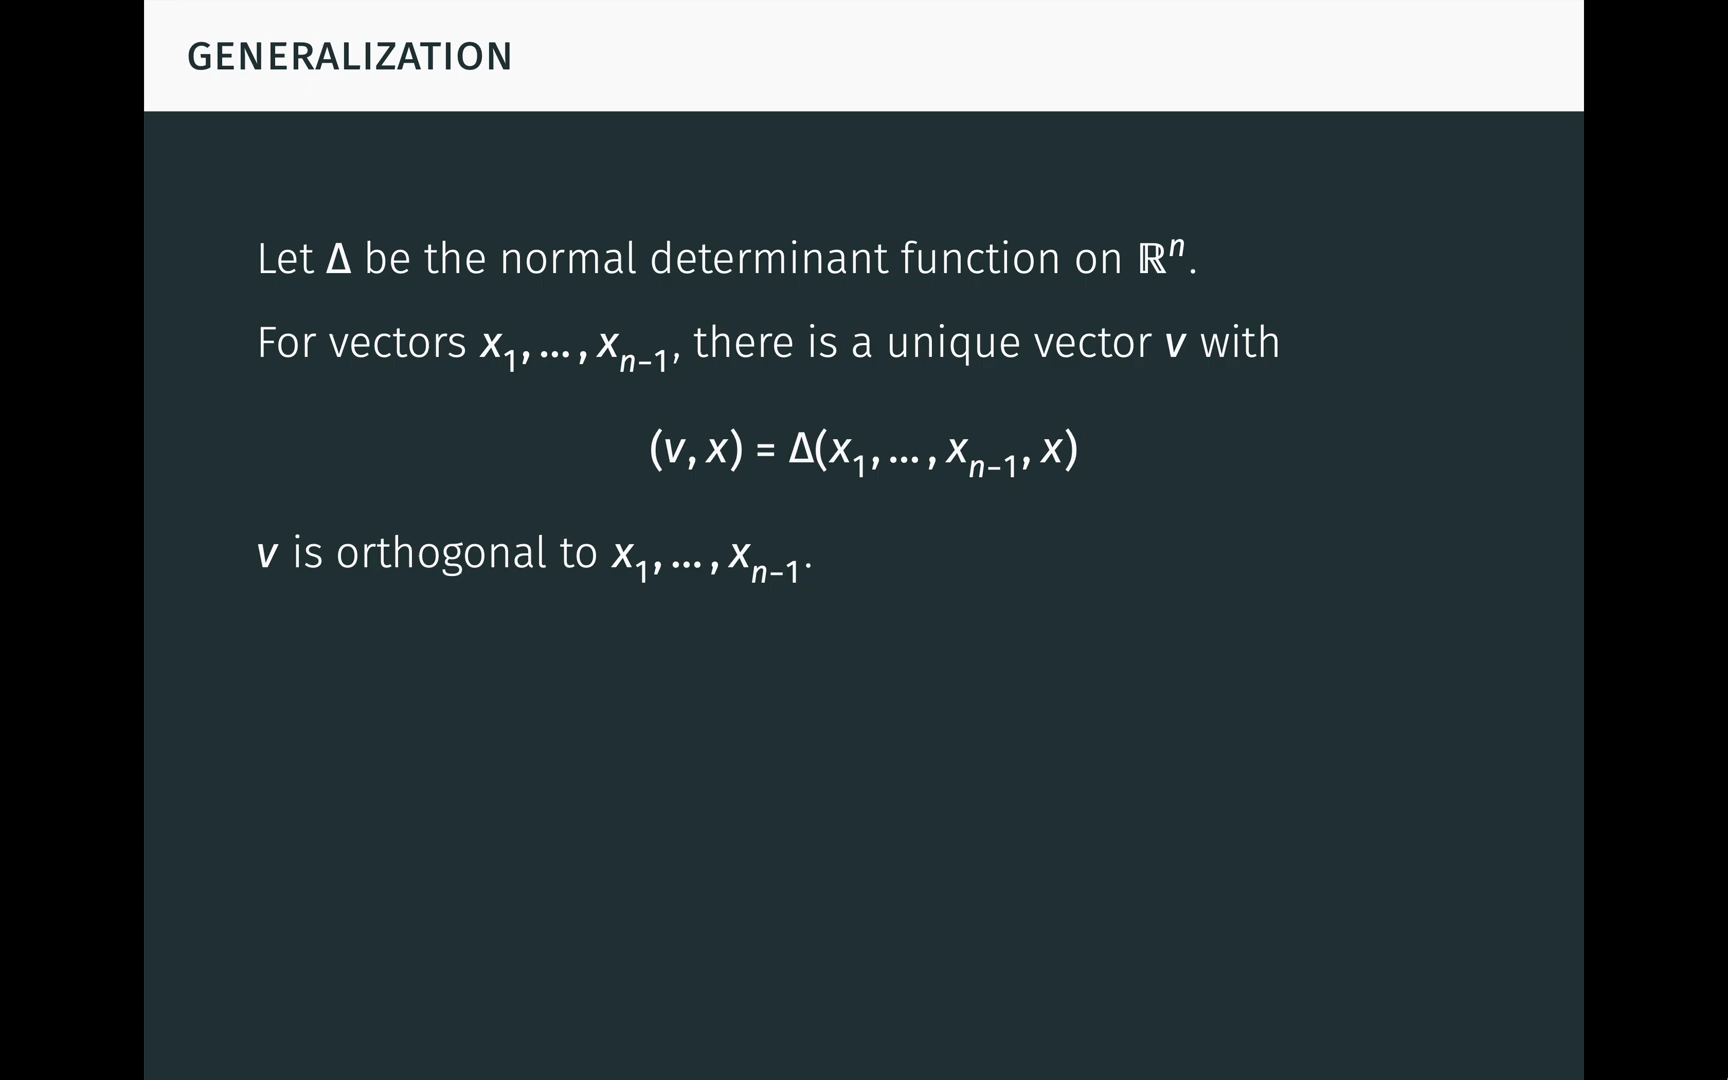 GENERALIZATION
Let Δ be the normal determinant function on ℝⁿ.
For vectors x₁, … , xₙ₋₁, there is a unique vector v with
(v, x) = Δ(x₁, … , xₙ₋₁, x)
v is orthogonal to x₁, … , xₙ₋₁.